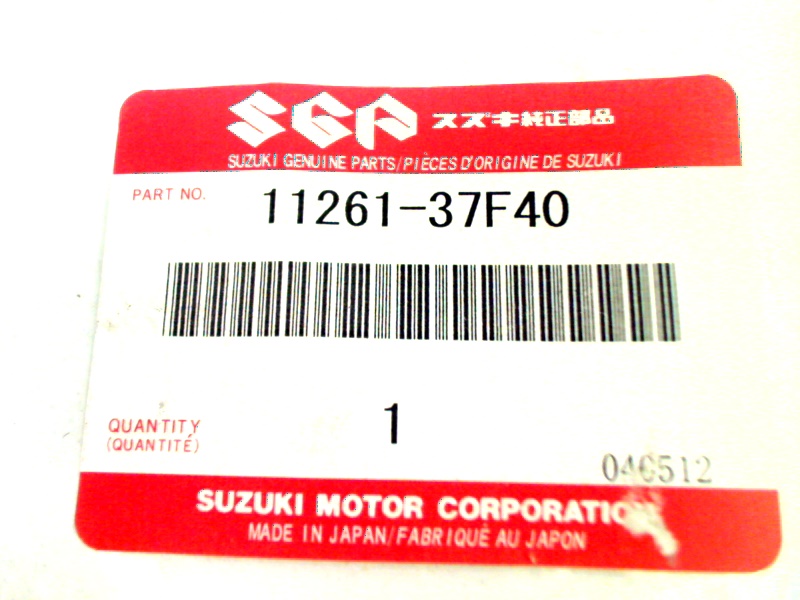 SGP スズキ純正部品
SUZUKI GENUINE PARTS/PIÈCES D'ORIGINE DE SUZUKI
PART NO. 11261-37F40
QUANTITY 1
(QUANTITÉ)
040512
SUZUKI MOTOR CORPORATION
MADE IN JAPAN/FABRIQUÊ AU JAPON